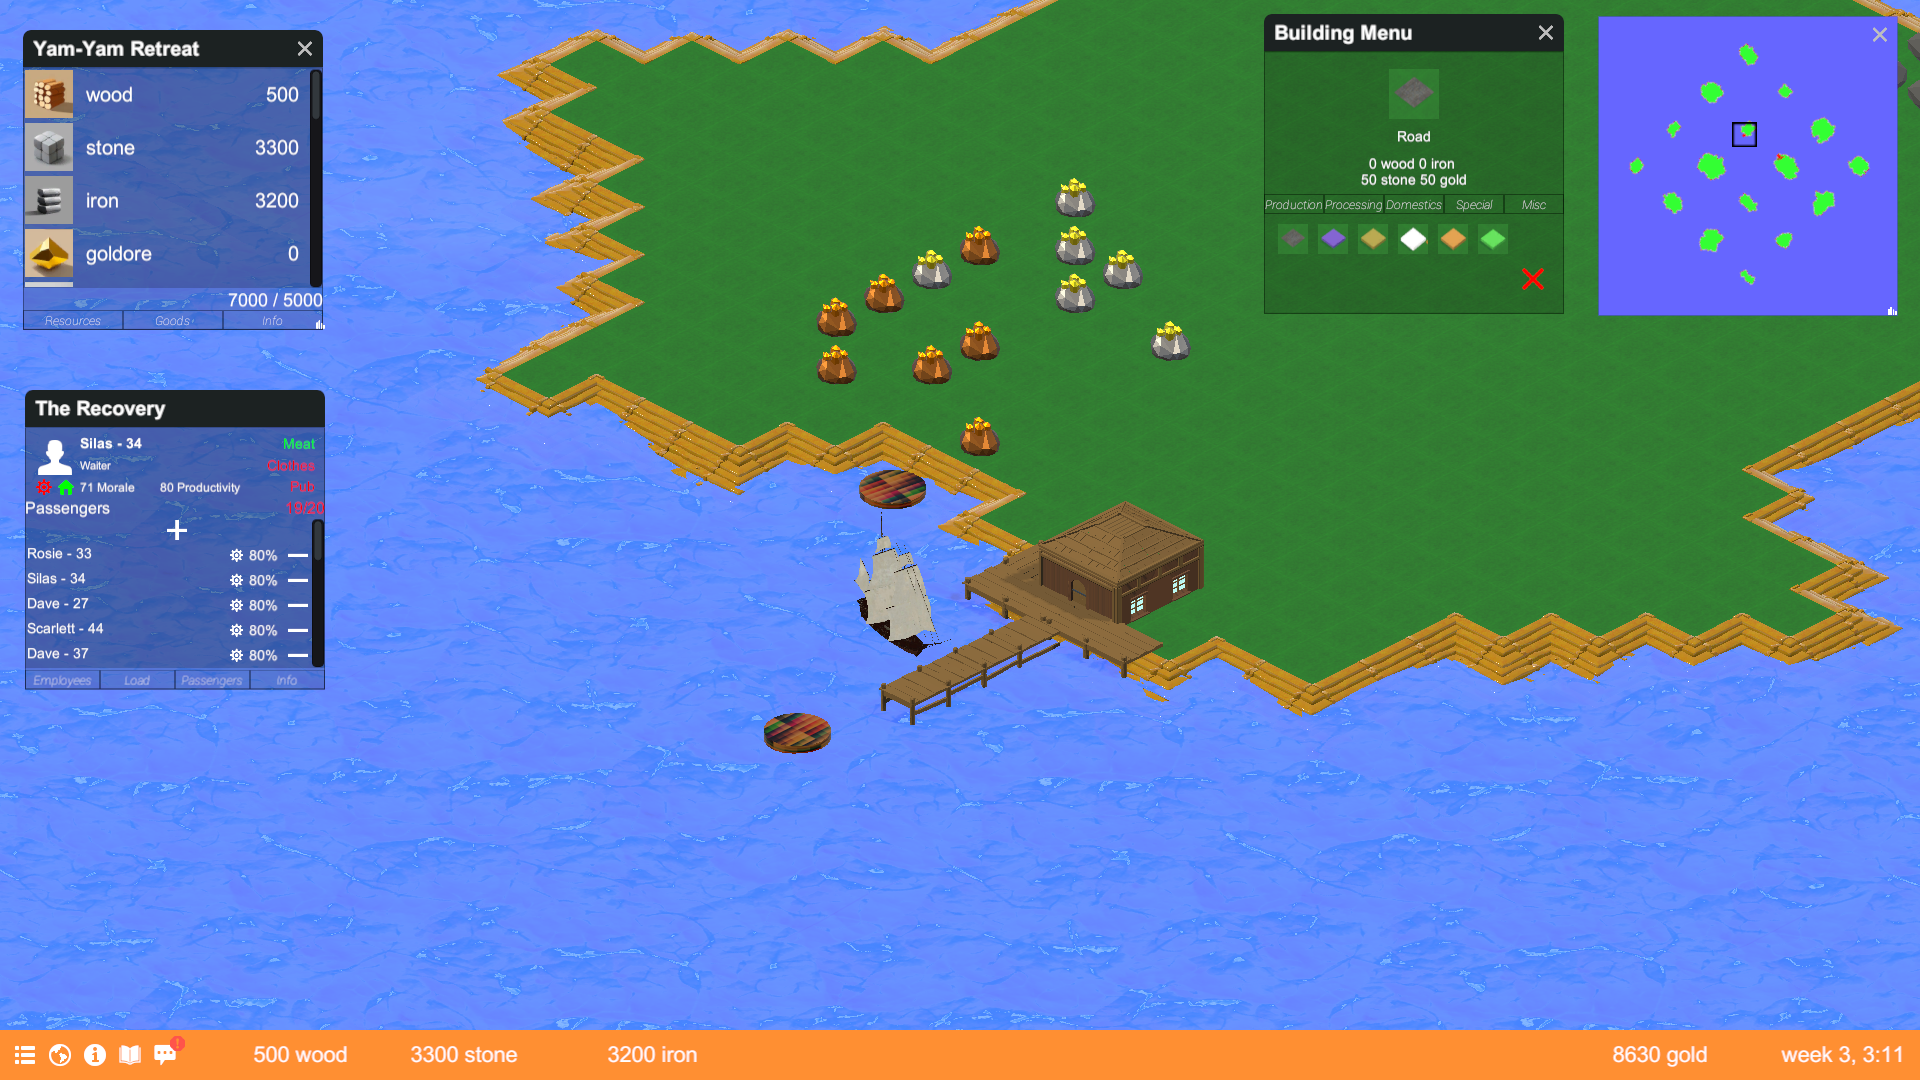 Yam-Yam Retreat
wood 500
stone 3300
iron 3200
goldore 0
7000 / 5000
Resources Goods Info
The Recovery
Silas - 34 Meat
Waiter Clothes
71 Morale 80 Productivity Pub
Passengers 19/20
Rosie - 33 80%
Silas - 34 80%
Dave - 27 80%
Scarlett - 44 80%
Dave - 37 80%
Employees Load Passengers Info
Building Menu
Road
0 wood 0 iron
50 stone 50 gold
Production Processing Domestics Special Misc
500 wood 3300 stone 3200 iron 8630 gold week 3, 3:11